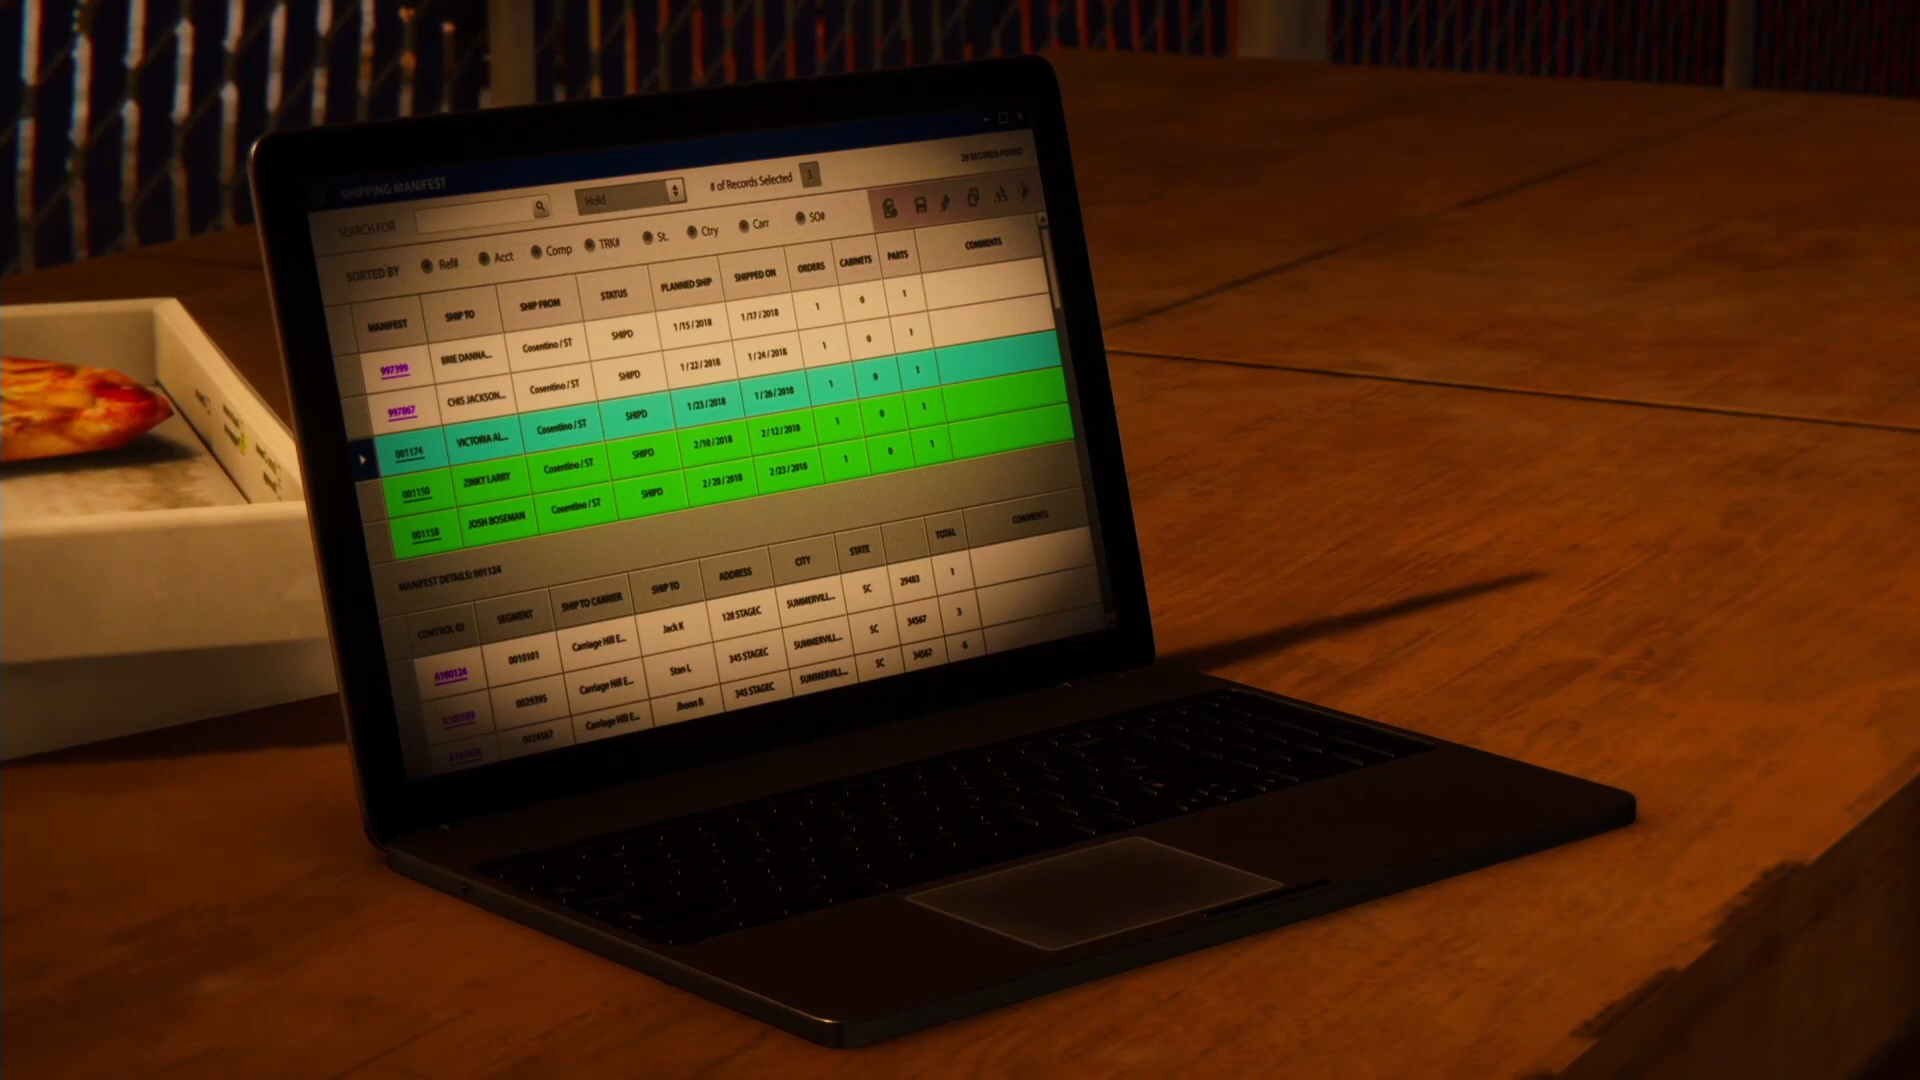 SHIPPING MANIFEST
SEARCH FOR Hold # of Records Selected 3 28 RECORDS FOUND
SORTED BY Ref# Acct Comp TRK# St. Ctry Carr SO#
MANIFEST SHIP TO SHIP FROM STATUS PLANNED SHIP SHIPPED ON ORDERS CABINETS PARTS COMMENTS
997399 BRIE DANNA... Cosentino / ST SHIPD 1 /15 / 2018 1 /17 / 2018 1 0 1
997867 CHIS JACKSON... Cosentino / ST SHIPD 1 / 22 / 2018 1 / 24 / 2018 1 0 1
001174 VICTORIA AL... Cosentino / ST SHIPD 1 /23 / 2018 1 / 26 / 2018 1 0 1
001150 ZINKY LARRY Cosentino / ST SHIPD 2 /10 / 2018 2 / 12 / 2018 1 0 1
001158 JOSH BOSEMAN Cosentino / ST SHIPD 2 / 20 / 2018 2 /23 / 2018 1 0 1
MANIFEST DETAILS: 001124
CONTROL ID SEGMENT SHIP TO CARRIER SHIP TO ADDRESS CITY STATE TOTAL COMMENTS
A100124 0010101 Carriage Hill E... Jack K 128 STAGEC SUMMERVILL... SC 29483 1
0029395 Carriage Hill E... Stan L 345 STAGEC SUMMERVILL... SC 34567 3
0024567 Carriage Hill E... Jhonn B 345 STAGEC SUMMERVILL... SC 34567 6